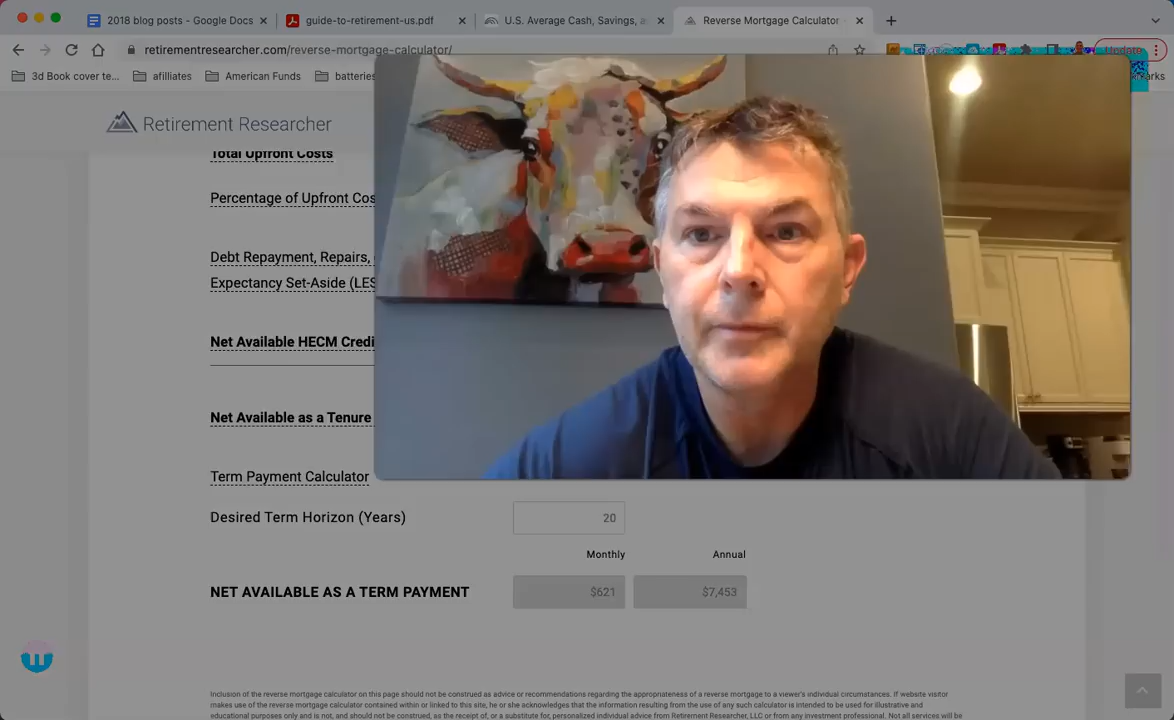 2018 blog posts - Google Docs
guide-to-retirement-us.pdf
U.S. Average Cash, Savings, a
Reverse Mortgage Calculator
retirementresearcher.com/reverse-mortgage-calculator/
Update
3d Book cover te...
afiliates
American Funds
batteries
Retirement Researcher
Total Upfront Costs
Percentage of Upfront Cos
Debt Repayment, Repairs,
Expectancy Set-Aside (LES
Net Available HECM Credi
Net Available as a Tenure
Term Payment Calculator
Desired Term Horizon (Years)
20
Monthly
Annual
NET AVAILABLE AS A TERM PAYMENT
$621
$7,453
Inclusion of the reverse mortgage calculator on this page should not be construed as advice or recommendations regarding the appropriateness of a reverse mortgage to a viewer's individual circumstances. If website visitor
makes use of the reverse mortgage calculator contained within or linked to this site, he or she acknowledges that the information resulting from the use of any such calculator is intended to be used for illustrative and
educational purposes only and is not, and should not be construed, as the receipt of, or a substitute for, personalized individual advice from Retirement Researcher, LLC or from any investment professional. Not all services will be